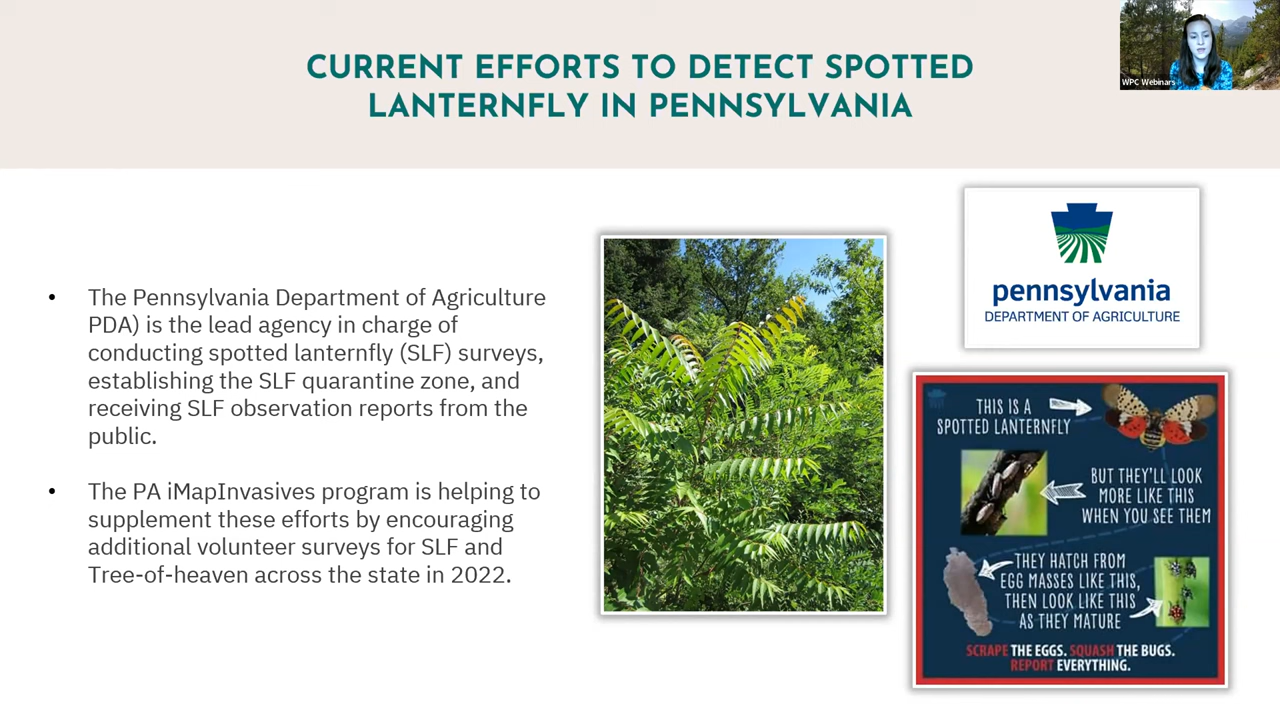 CURRENT EFFORTS TO DETECT SPOTTED
LANTERNFLY IN PENNSYLVANIA
WPC Webinars
The Pennsylvania Department of Agriculture
PDA) is the lead agency in charge of
conducting spotted lanternfly (SLF) surveys,
establishing the SLF quarantine zone, and
receiving SLF observation reports from the
public.
The PA iMapInvasives program is helping to
supplement these efforts by encouraging
additional volunteer surveys for SLF and
Tree-of-heaven across the state in 2022.
pennsylvania
DEPARTMENT OF AGRICULTURE
THIS IS A
SPOTTED LANTERNFLY
BUT THEY'LL LOOK
MORE LIKE THIS
WHEN YOU SEE THEM
THEY HATCH FROM
EGG MASSES LIKE THIS,
THEN LOOK LIKE THIS
AS THEY MATURE
SCRAPE THE EGGS. SQUASH THE BUGS.
REPORT EVERYTHING.